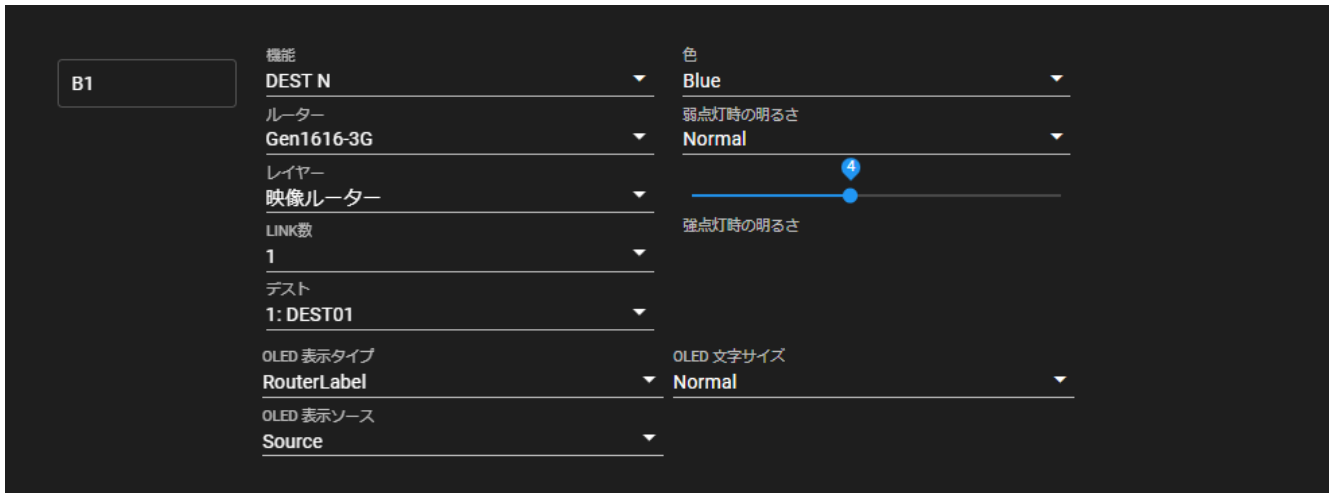 B1
機能
DEST N
ルーター
Gen1616-3G
レイヤー
映像ルーター
LINK数
1
デスト
1: DEST01
色
Blue
弱点灯時の明るさ
Normal
4
強点灯時の明るさ
OLED 表示タイプ
RouterLabel
OLED 文字サイズ
Normal
OLED 表示ソース
Source